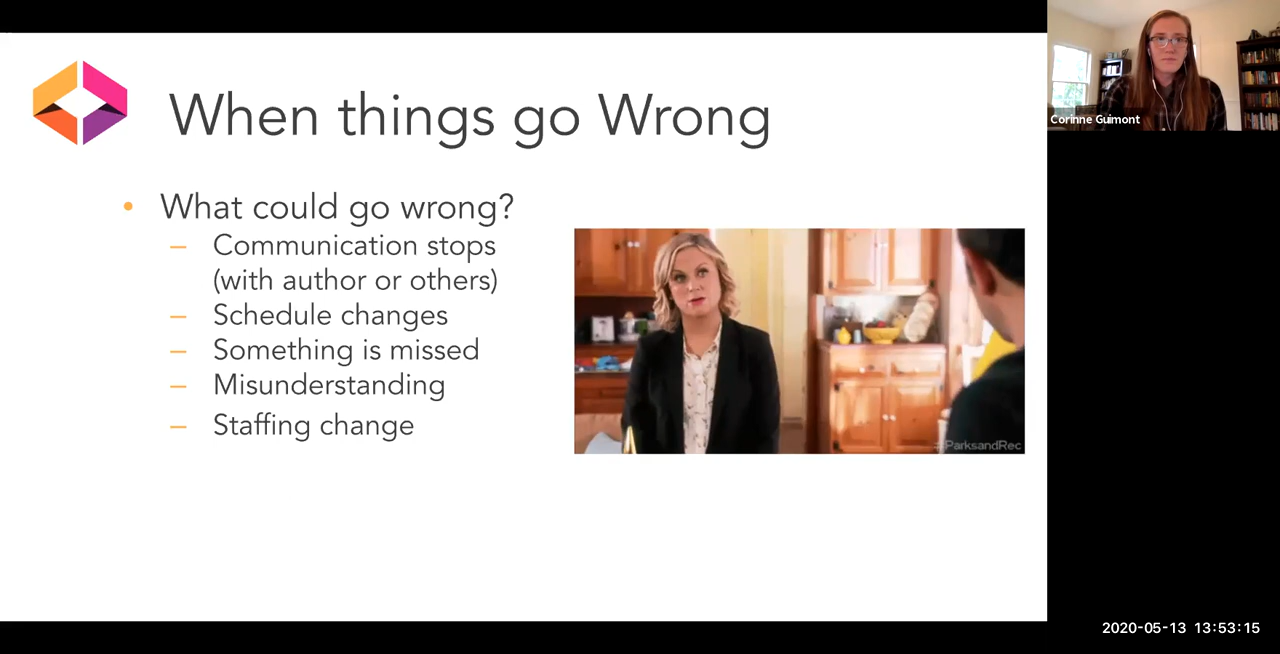 When things go Wrong
• What could go wrong?
– Communication stops
(with author or others)
– Schedule changes
– Something is missed
– Misunderstanding
– Staffing change
#ParksandRec
Corinne Guimont
2020-05-13 13:53:15